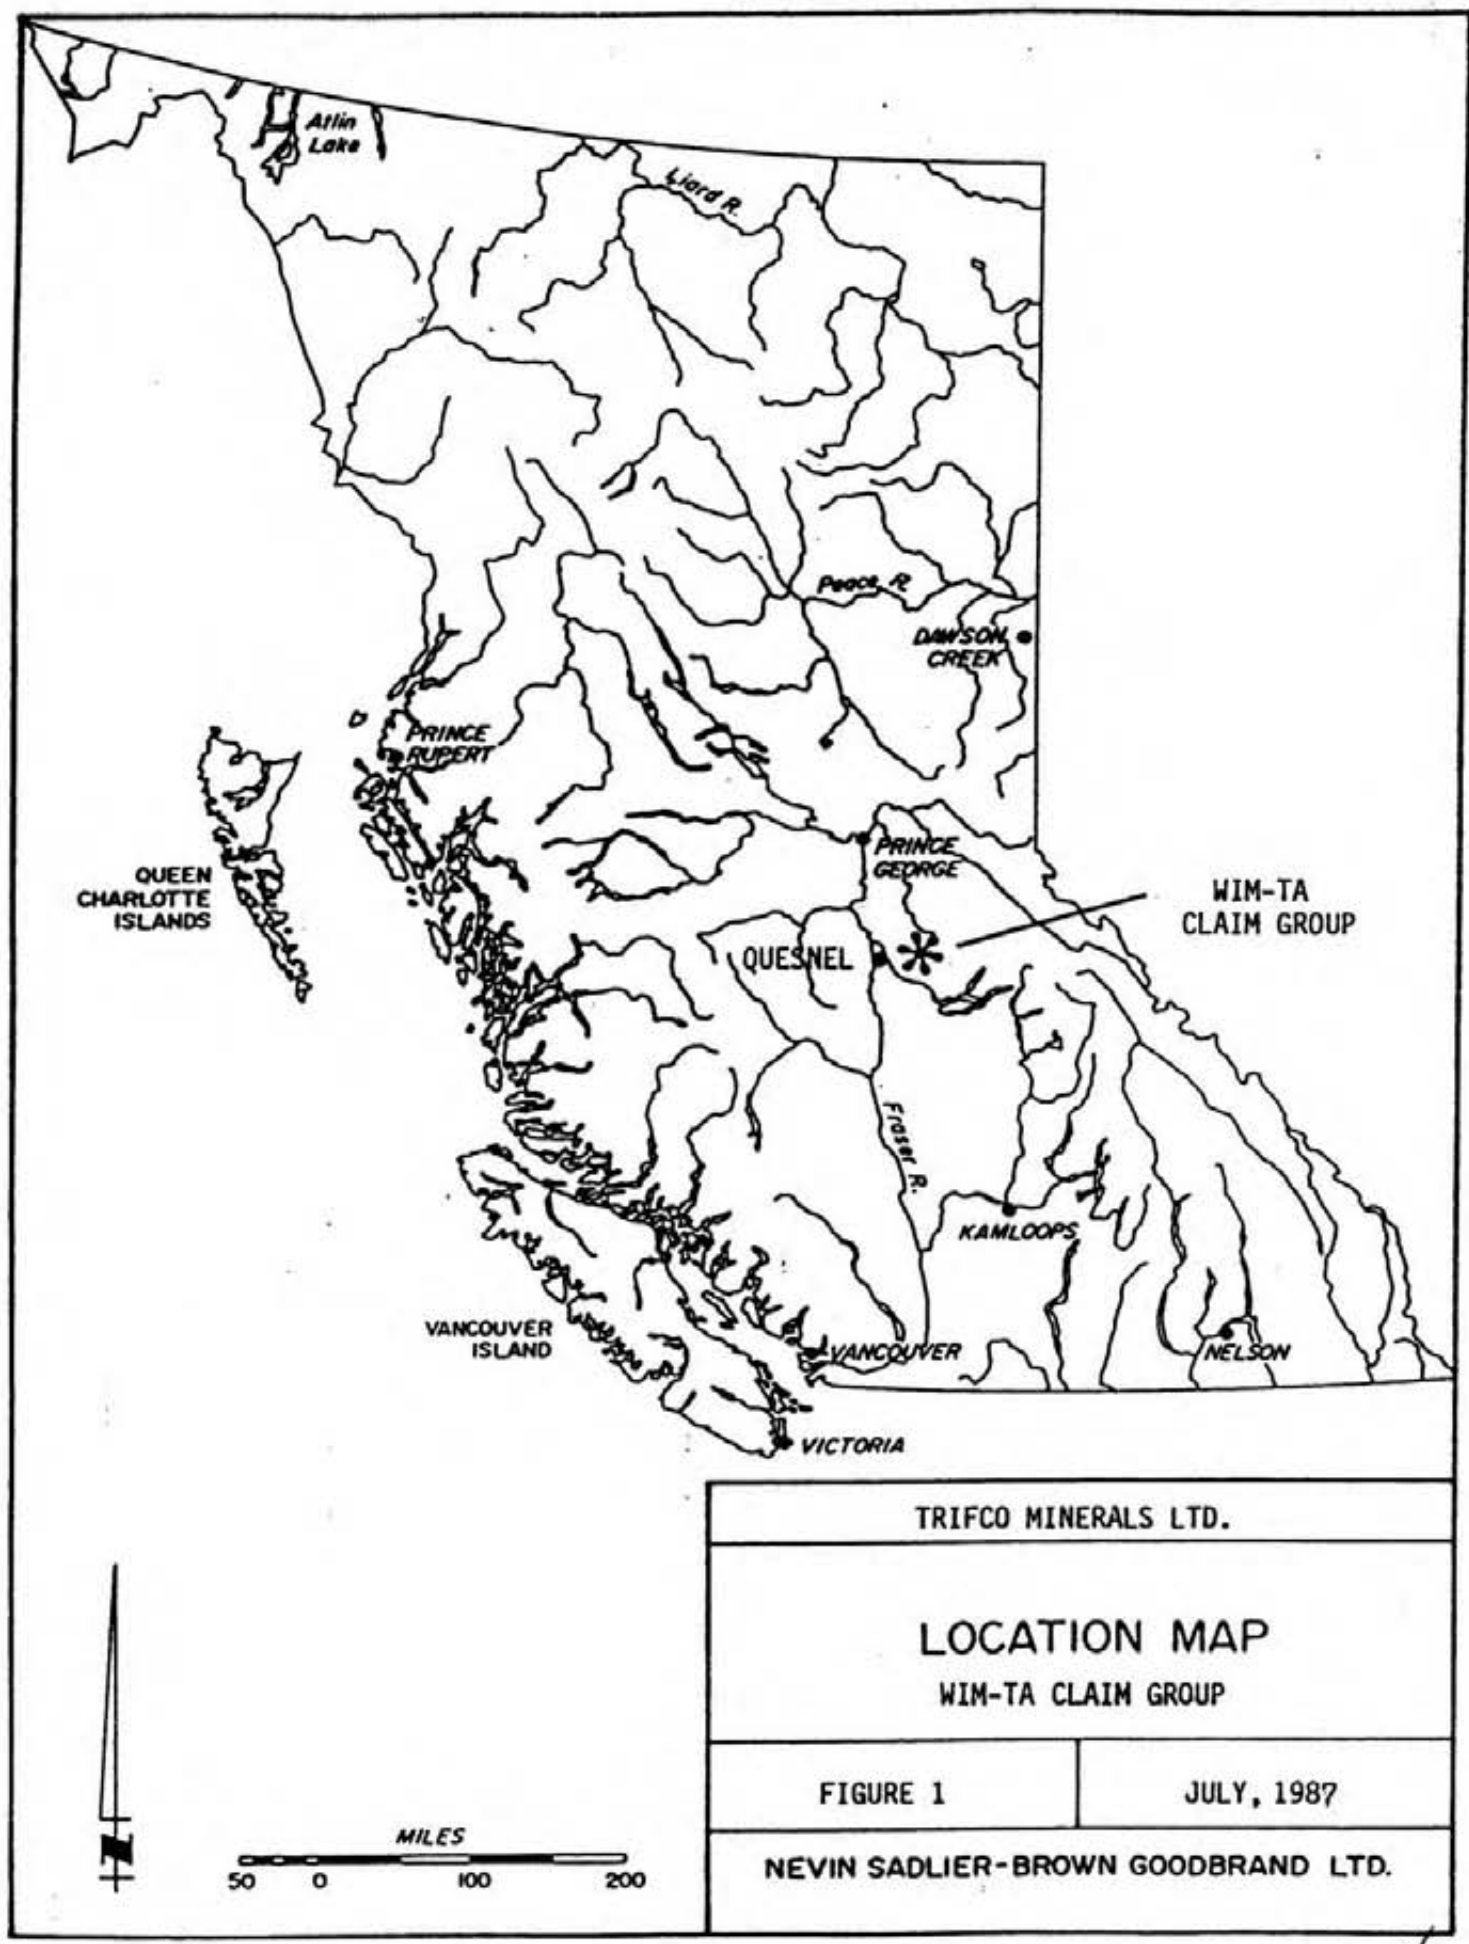 Atlin
Lake
Liard R.
Peace R.
DAWSON
CREEK
PRINCE
RUPERT
QUEEN
CHARLOTTE
ISLANDS
PRINCE
GEORGE
WIM-TA
CLAIM GROUP
QUESNEL
Fraser R.
KAMLOOPS
VANCOUVER
ISLAND
VANCOUVER
NELSON
VICTORIA
TRIFCO MINERALS LTD.
LOCATION MAP
WIM-TA CLAIM GROUP
FIGURE 1
JULY, 1987
NEVIN SADLIER-BROWN GOODBRAND LTD.
N
MILES
50 0 100 200